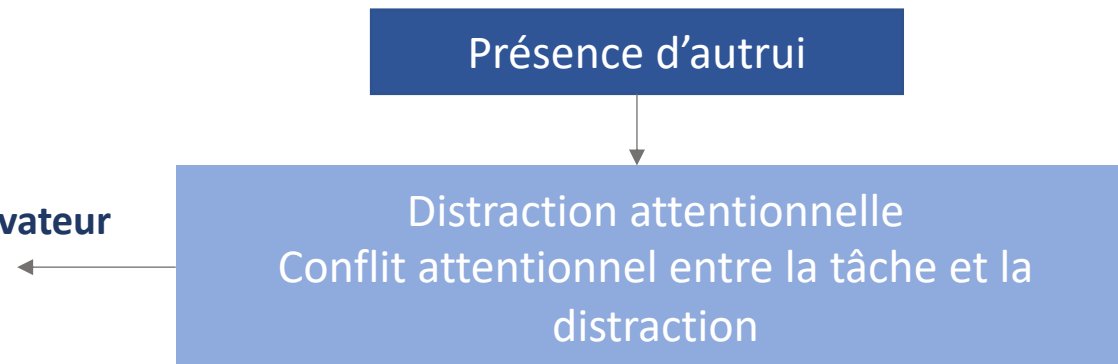 Présence d’autrui
vateur
Distraction attentionnelle
Conflit attentionnel entre la tâche et la
distraction